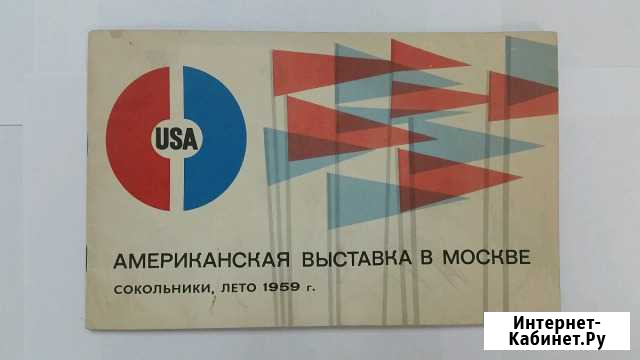 USA
АМЕРИКАНСКАЯ ВЫСТАВКА В МОСКВЕ
СОКОЛЬНИКИ, ЛЕТО 1959 г.
Интернет-
Кабинет.Ру